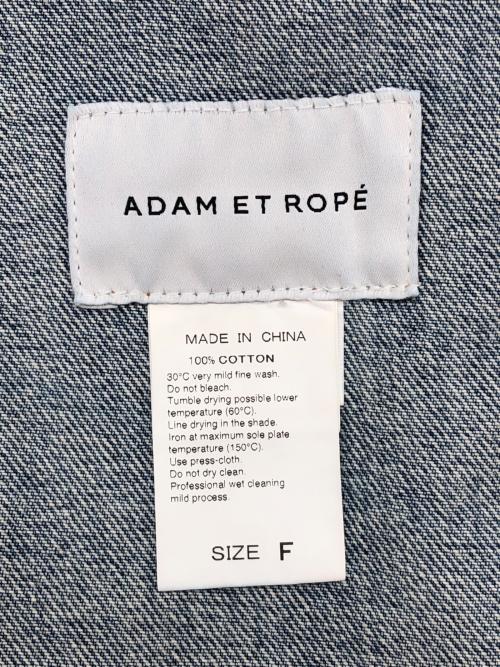 ADAM ET ROPÉ
MADE IN CHINA
100% COTTON
30°C very mild fine wash.
Do not bleach.
Tumble drying possible lower
temperature (60°C).
Line drying in the shade.
Iron at maximum sole plate
temperature (150°C).
Use press-cloth.
Do not dry clean.
Professional wet cleaning
mild process.
SIZE F